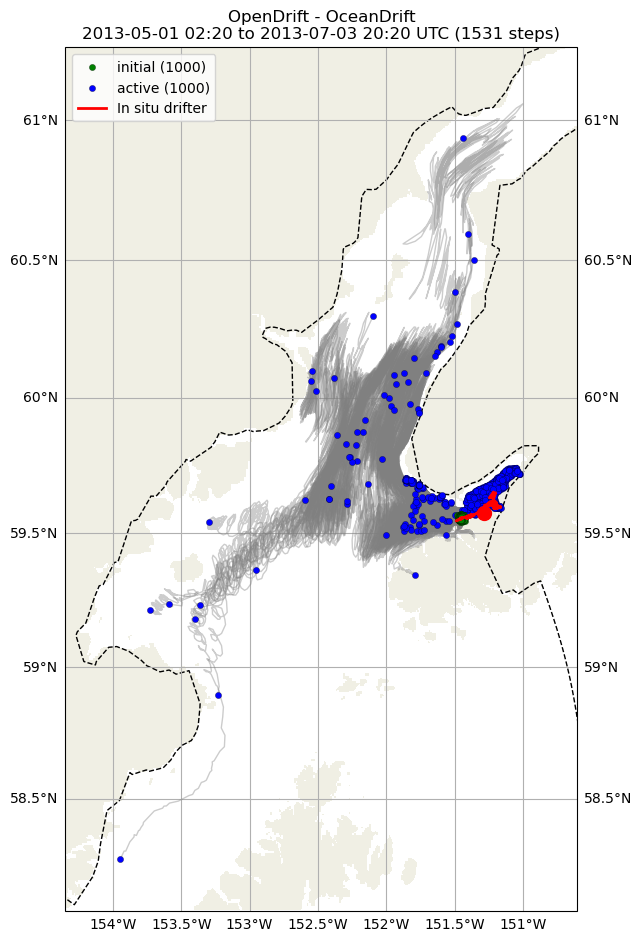 OpenDrift - OceanDrift
2013-05-01 02:20 to 2013-07-03 20:20 UTC (1531 steps)
initial (1000)
active (1000)
In situ drifter
61°N 61°N
60.5°N 60.5°N
60°N 60°N
59.5°N 59.5°N
59°N 59°N
58.5°N 58.5°N
154°W 153.5°W 153°W 152.5°W 152°W 151.5°W 151°W